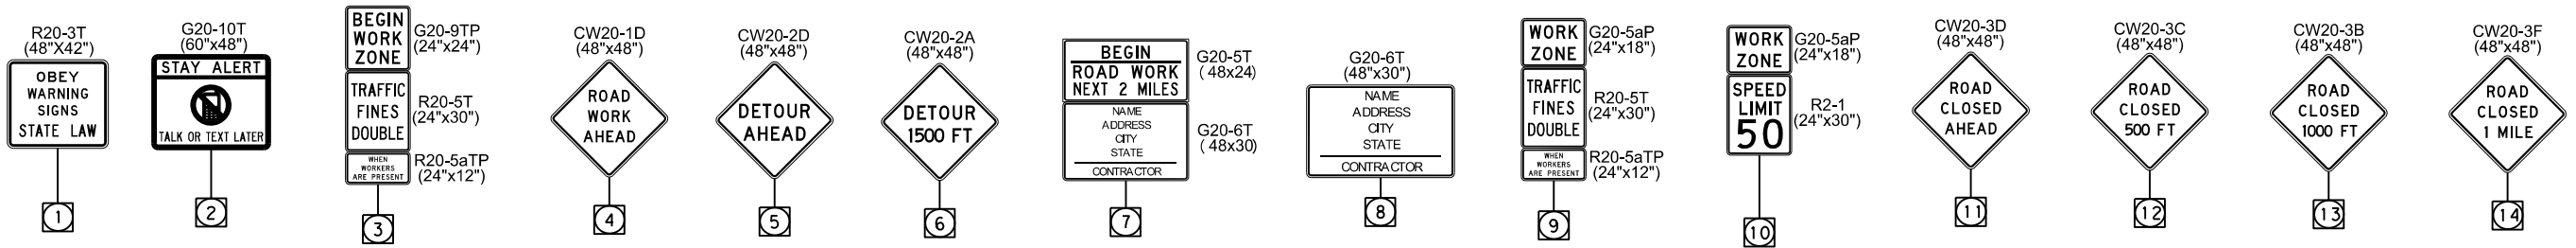 R20-3T
(48"X42")
OBEY
WARNING
SIGNS
STATE LAW
1
G20-10T
(60"x48")
STAY ALERT
TALK OR TEXT LATER
2
BEGIN
WORK
ZONE
G20-9TP
(24"x24")
TRAFFIC
FINES
DOUBLE
R20-5T
(24"x30")
WHEN
WORKERS
ARE PRESENT
R20-5aTP
(24"x12")
3
CW20-1D
(48"x48")
ROAD
WORK
AHEAD
4
CW20-2D
(48"x48")
DETOUR
AHEAD
5
CW20-2A
(48"x48")
DETOUR
1500 FT
6
BEGIN
ROAD WORK
NEXT 2 MILES
G20-5T
( 48x24)
NAME
ADDRESS
CITY
STATE
CONTRACTOR
G20-6T
( 48x30)
7
G20-6T
(48"x30")
NAME
ADDRESS
CITY
STATE
CONTRACTOR
8
WORK
ZONE
G20-5aP
(24"x18")
TRAFFIC
FINES
DOUBLE
R20-5T
(24"x30")
WHEN
WORKERS
ARE PRESENT
R20-5aTP
(24"x12")
9
WORK
ZONE
G20-5aP
(24"x18")
SPEED
LIMIT
50
R2-1
(24"x30")
10
CW20-3D
(48"x48")
ROAD
CLOSED
AHEAD
11
CW20-3C
(48"x48")
ROAD
CLOSED
500 FT
12
CW20-3B
(48"x48")
ROAD
CLOSED
1000 FT
13
CW20-3F
(48"x48")
ROAD
CLOSED
1 MILE
14